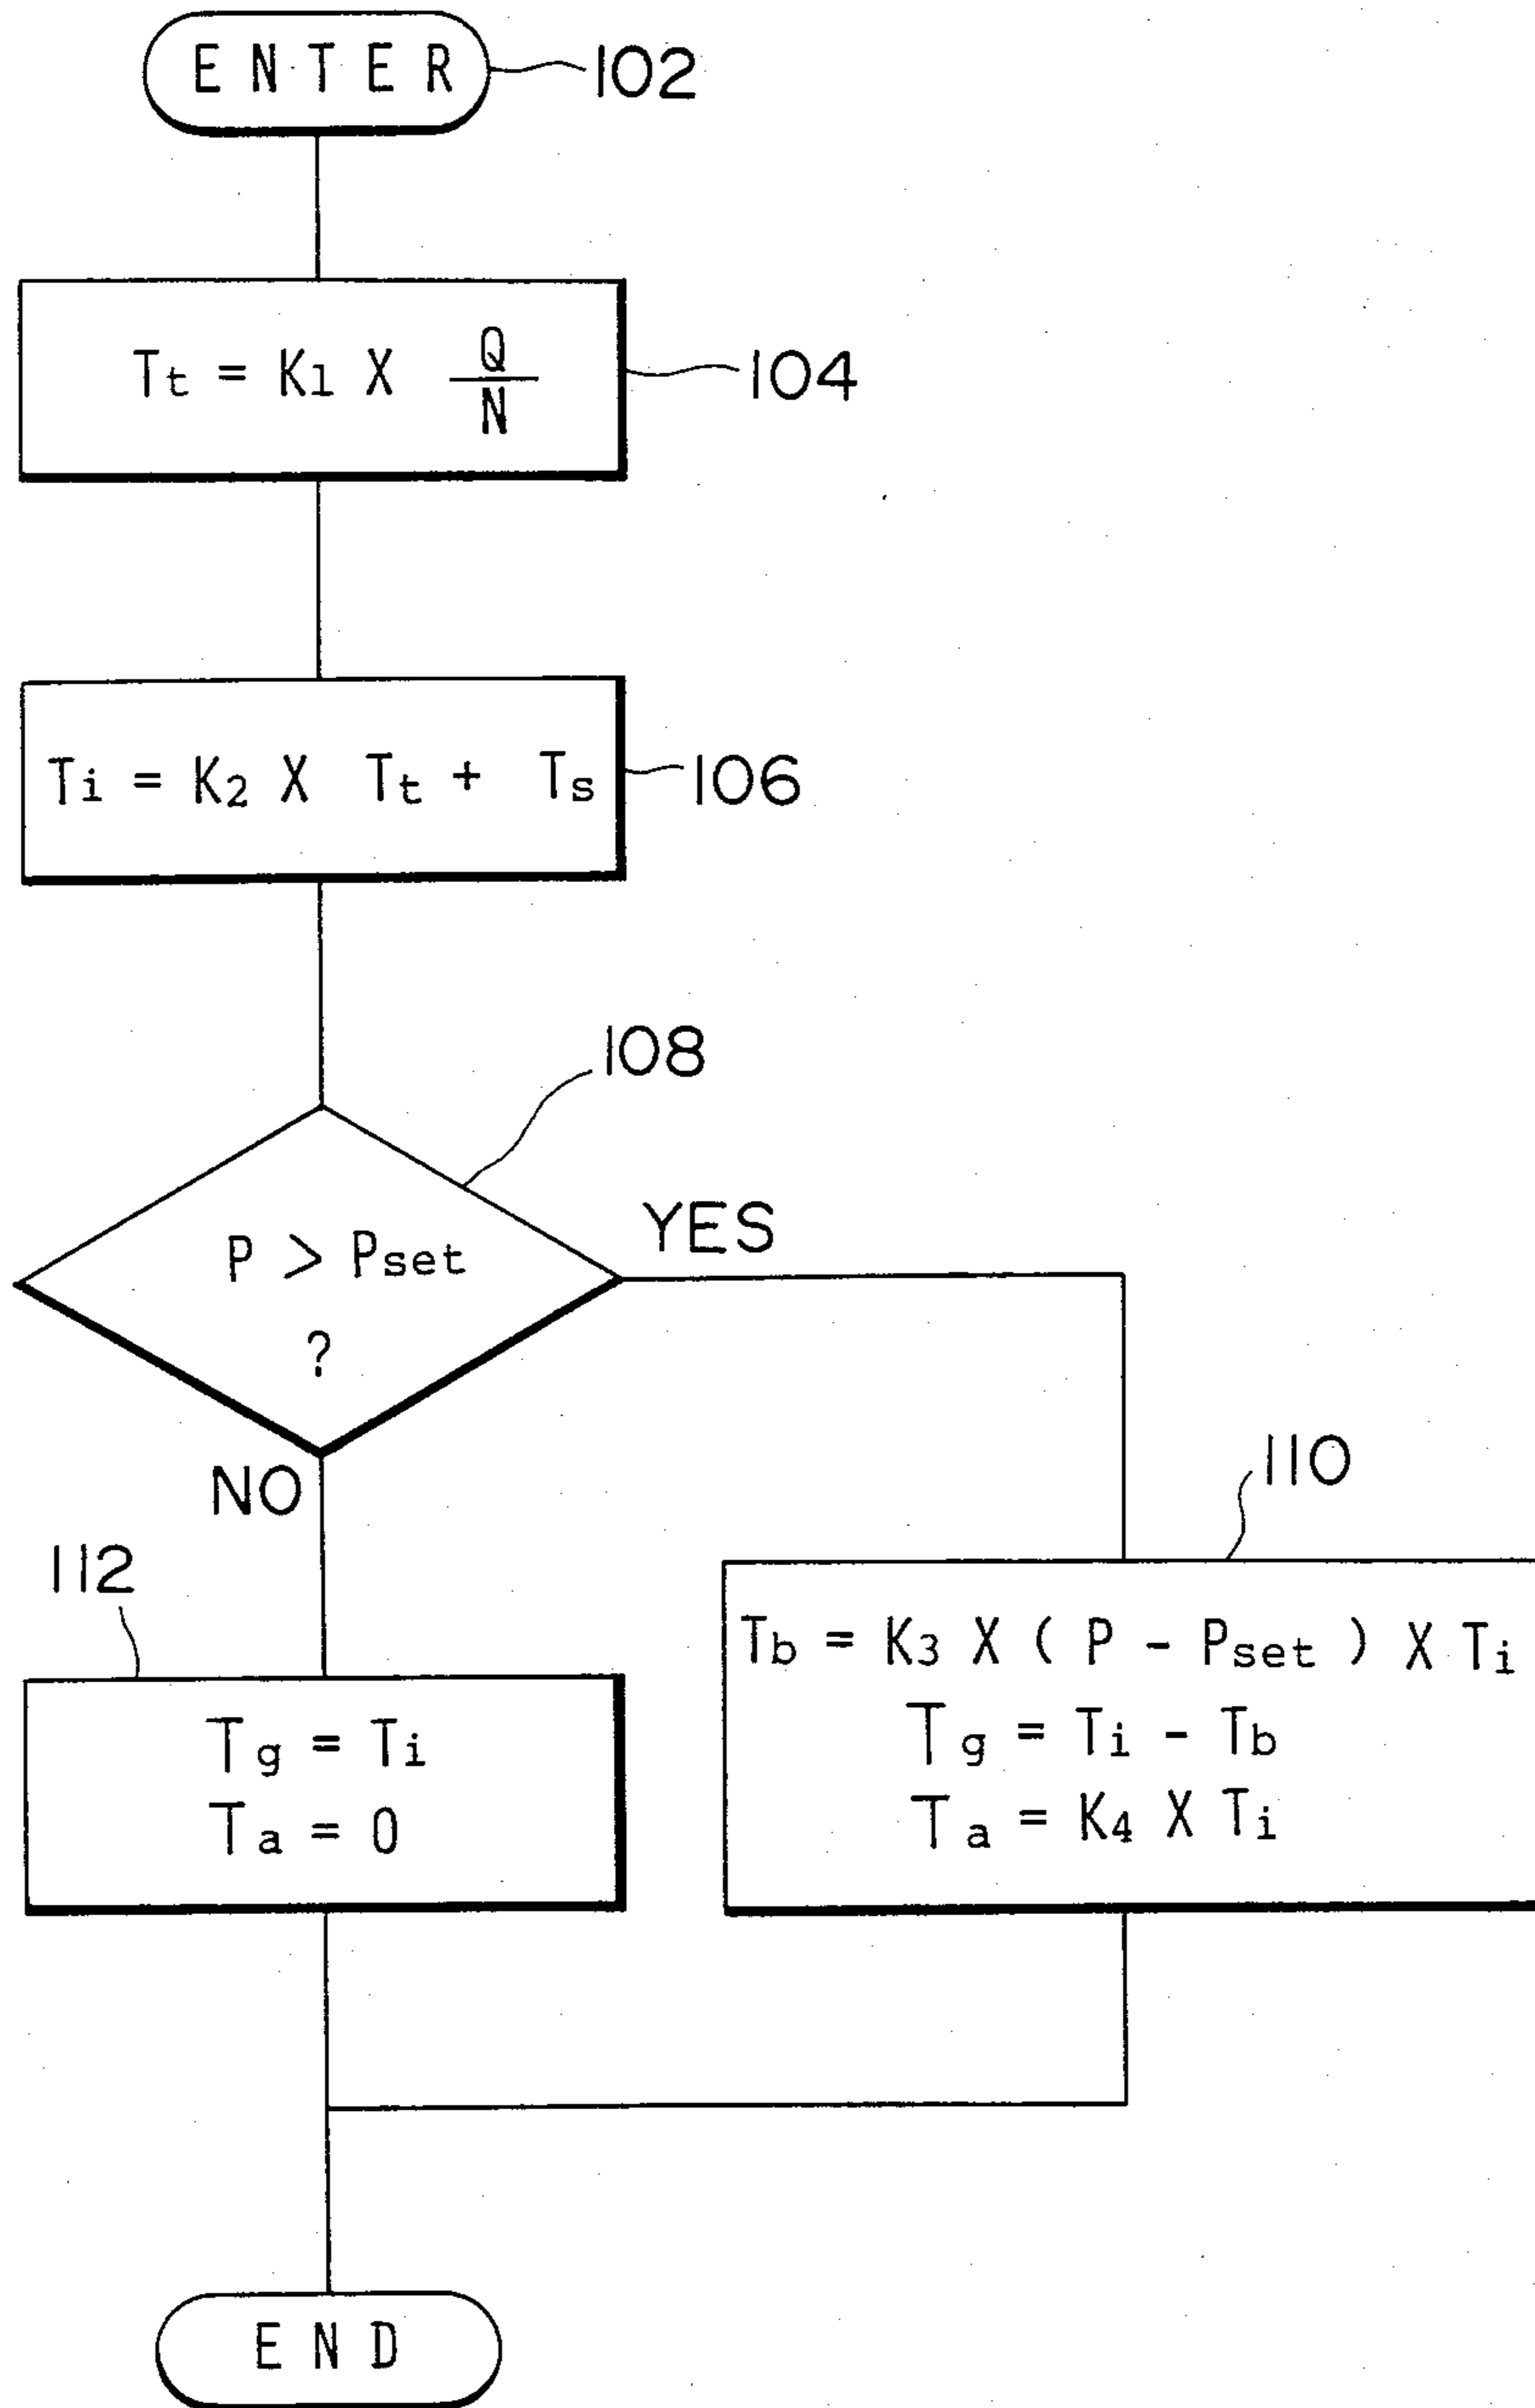 ENTER
102
Tt = K1 X Q/N
104
Ti = K2 X Tt + Ts
106
108
P > Pset
?
YES
NO
110
112
Tb = K3 X ( P - Pset ) X Ti
Tg = Ti - Tb
Ta = K4 X Ti
Tg = Ti
Ta = 0
END